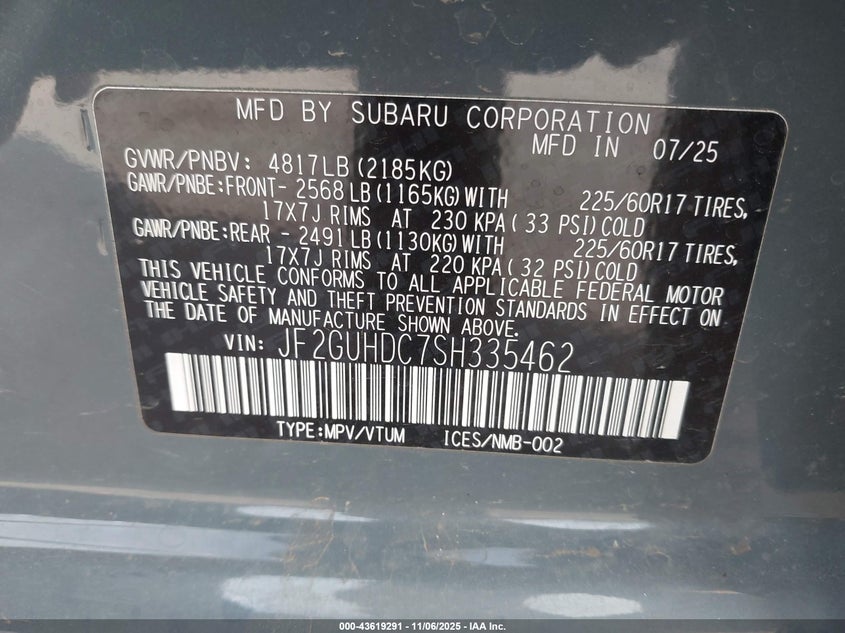 MFD BY SUBARU CORPORATION
MFD IN 07/25
GVWR/PNBV: 4817LB (2185KG)
GAWR/PNBE:FRONT- 2568 LB (1165KG) WITH 225/60R17 TIRES,
17X7J RIMS AT 230 KPA ( 33 PSI) COLD
GAWR/PNBE:REAR - 2491 LB (1130KG) WITH 225/60R17 TIRES,
17X7J RIMS AT 220 KPA ( 32 PSI) COLD
THIS VEHICLE CONFORMS TO ALL APPLICABLE FEDERAL MOTOR
VEHICLE SAFETY AND THEFT PREVENTION STANDARDS IN EFFECT ON
THE DATE OF MANUFACTURE SHOWN ABOVE.
VIN: JF2GUHDC7SH335462
TYPE:MPV/VTUM ICES/NMB-002
000-43619291 - 11/06/2025 - IAA Inc.